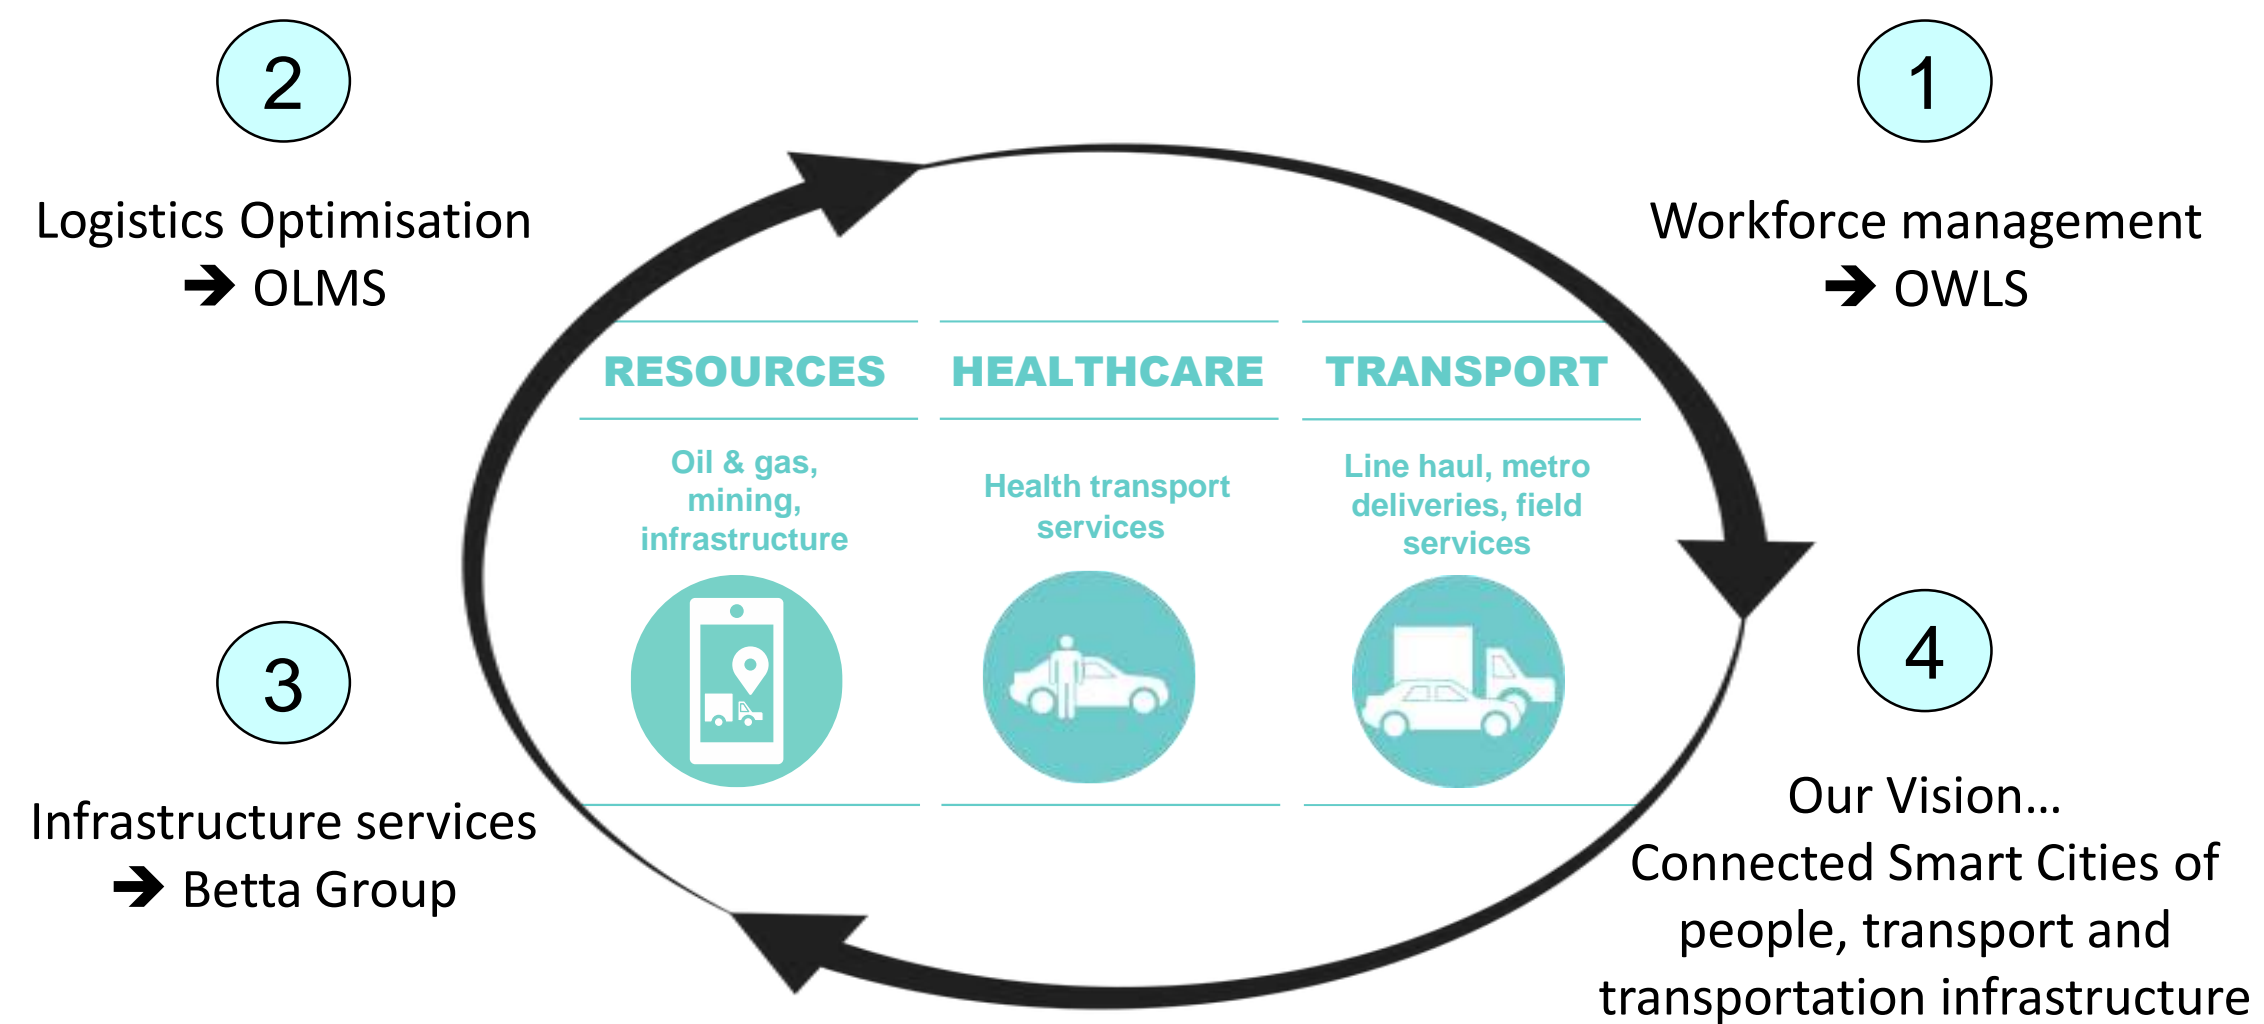 2
Logistics Optimisation
➔ OLMS
1
Workforce management
➔ OWLS
RESOURCES
Oil & gas,
mining,
infrastructure
HEALTHCARE
Health transport
services
TRANSPORT
Line haul, metro
deliveries, field
services
3
Infrastructure services
➔ Betta Group
4
Our Vision…
Connected Smart Cities of
people, transport and
transportation infrastructure